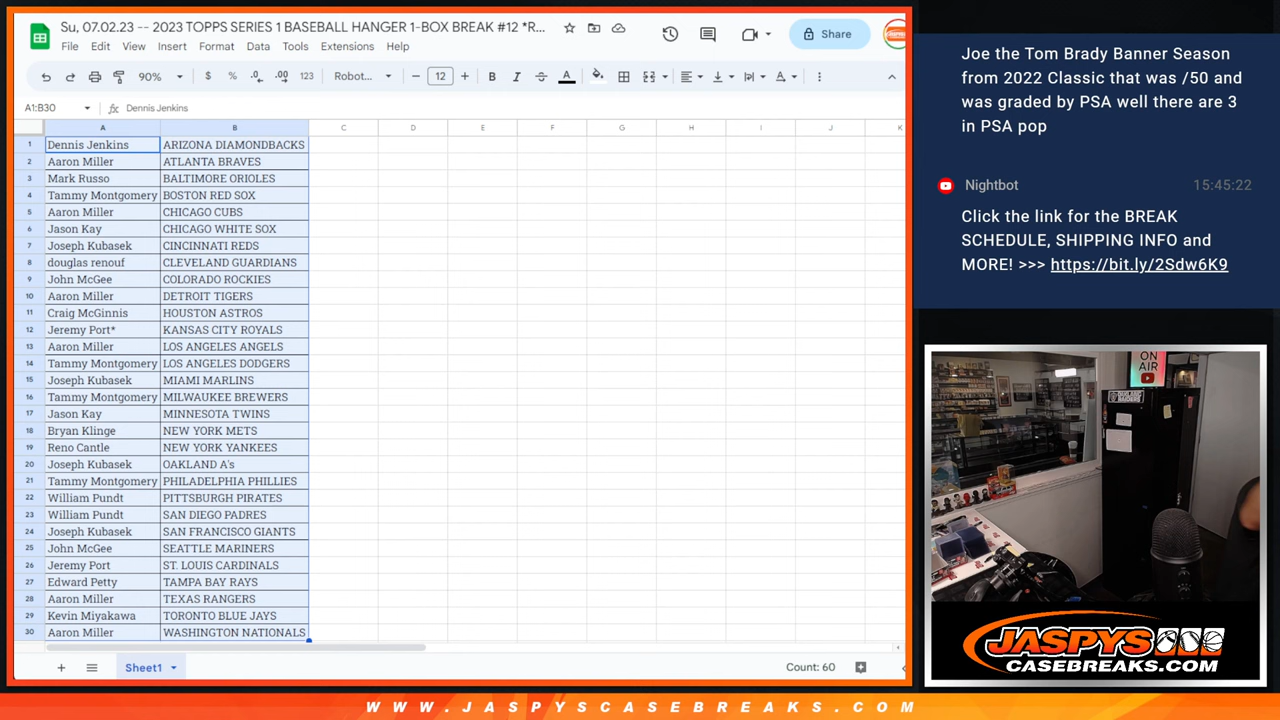 Su, 07.02.23 -- 2023 TOPPS SERIES 1 BASEBALL HANGER 1-BOX BREAK #12 *R...
File Edit View Insert Format Data Tools Extensions Help
Share
90% $ % .0 .00 123 Robot... 12 B I A
A1:B30 fx Dennis Jenkins
A B C D E F G H I J K
1 Dennis Jenkins ARIZONA DIAMONDBACKS
2 Aaron Miller ATLANTA BRAVES
3 Mark Russo BALTIMORE ORIOLES
4 Tammy Montgomery BOSTON RED SOX
5 Aaron Miller CHICAGO CUBS
6 Jason Kay CHICAGO WHITE SOX
7 Joseph Kubasek CINCINNATI REDS
8 douglas renouf CLEVELAND GUARDIANS
9 John McGee COLORADO ROCKIES
10 Aaron Miller DETROIT TIGERS
11 Craig McGinnis HOUSTON ASTROS
12 Jeremy Port* KANSAS CITY ROYALS
13 Aaron Miller LOS ANGELES ANGELS
14 Tammy Montgomery LOS ANGELES DODGERS
15 Joseph Kubasek MIAMI MARLINS
16 Tammy Montgomery MILWAUKEE BREWERS
17 Jason Kay MINNESOTA TWINS
18 Bryan Klinge NEW YORK METS
19 Reno Cantle NEW YORK YANKEES
20 Joseph Kubasek OAKLAND A's
21 Tammy Montgomery PHILADELPHIA PHILLIES
22 William Pundt PITTSBURGH PIRATES
23 William Pundt SAN DIEGO PADRES
24 Joseph Kubasek SAN FRANCISCO GIANTS
25 John McGee SEATTLE MARINERS
26 Jeremy Port ST. LOUIS CARDINALS
27 Edward Petty TAMPA BAY RAYS
28 Aaron Miller TEXAS RANGERS
29 Kevin Miyakawa TORONTO BLUE JAYS
30 Aaron Miller WASHINGTON NATIONALS
Sheet1
Count: 60
Joe the Tom Brady Banner Season
from 2022 Classic that was /50 and
was graded by PSA well there are 3
in PSA pop
Nightbot 15:45:22
Click the link for the BREAK
SCHEDULE, SHIPPING INFO and
MORE! >>> https://bit.ly/2Sdw6K9
ON
AIR
JASPYS
CASEBREAKS.COM
WWW.JASPYSCASEBREAKS.COM